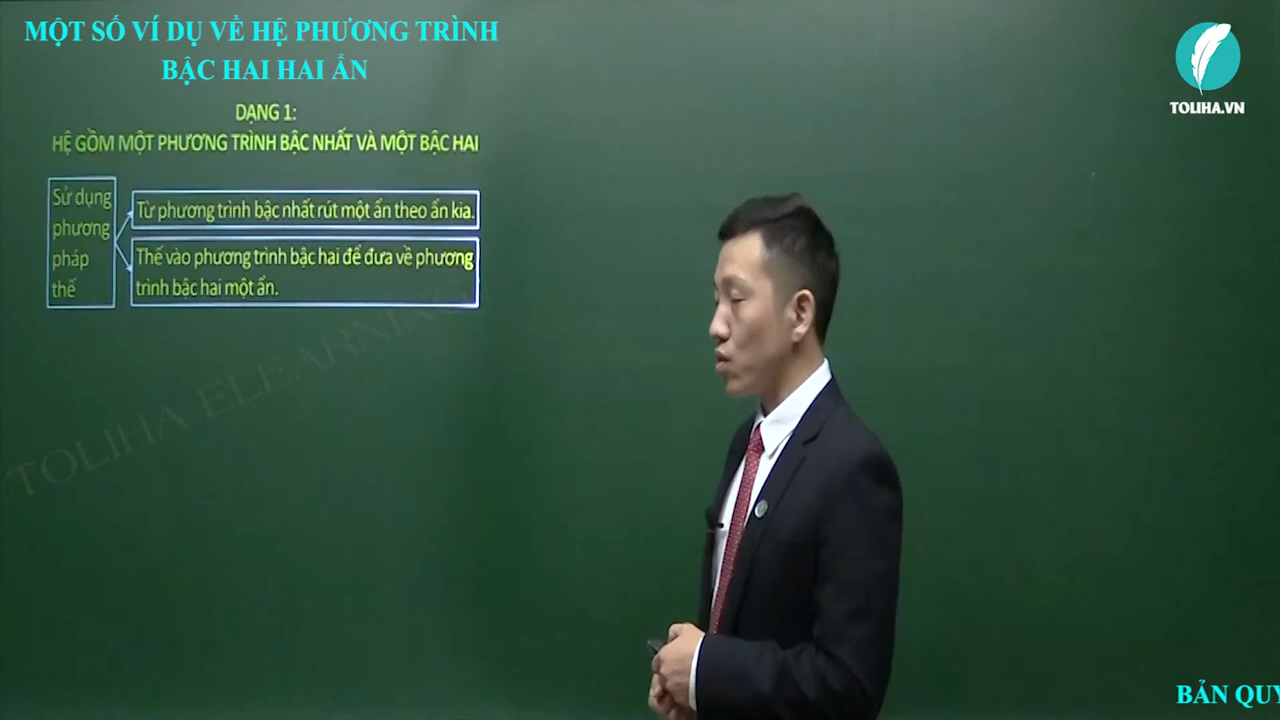 MỘT SỐ VÍ DỤ VỀ HỆ PHƯƠNG TRÌNH
BẬC HAI HAI ẨN
TOLIHA.VN
DẠNG 1:
HỆ GỒM MỘT PHƯƠNG TRÌNH BẬC NHẤT VÀ MỘT BẬC HAI
Sử dụng
phương
pháp
thế
Từ phương trình bậc nhất rút một ẩn theo ẩn kia.
Thế vào phương trình bậc hai để đưa về phương
trình bậc hai một ẩn.
TOLIHA ELEARNING
BẢN QUY